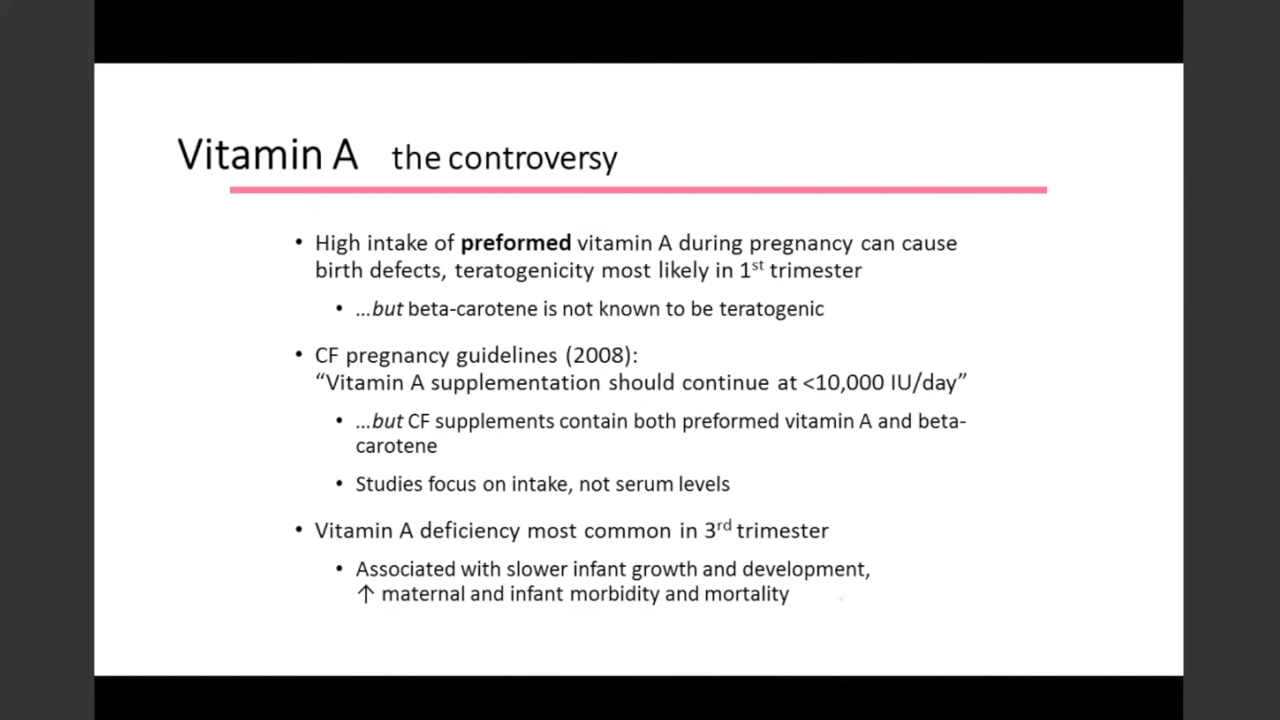 Vitamin A the controversy
• High intake of preformed vitamin A during pregnancy can cause
birth defects, teratogenicity most likely in 1st trimester
• ...but beta-carotene is not known to be teratogenic
• CF pregnancy guidelines (2008):
“Vitamin A supplementation should continue at <10,000 IU/day”
• ...but CF supplements contain both preformed vitamin A and beta-
carotene
• Studies focus on intake, not serum levels
• Vitamin A deficiency most common in 3rd trimester
• Associated with slower infant growth and development,
↑ maternal and infant morbidity and mortality